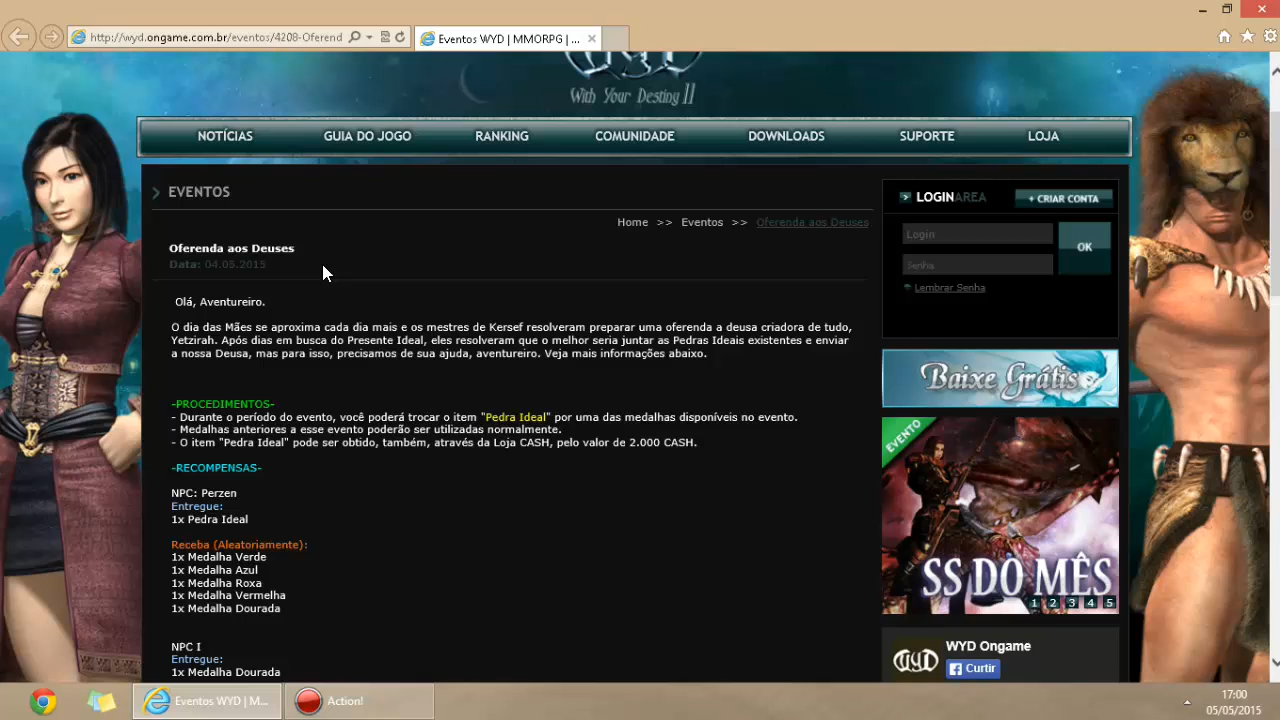 http://wyd.ongame.com.br/eventos/4208-Oferend
Eventos WYD | MMORPG | ...
With Your Destiny II
NOTÍCIAS
GUIA DO JOGO
RANKING
COMUNIDADE
DOWNLOADS
SUPORTE
LOJA
EVENTOS
Home >> Eventos >> Oferenda aos Deuses
Oferenda aos Deuses
Data: 04.05.2015
Olá, Aventureiro.
O dia das Mães se aproxima cada dia mais e os mestres de Kersef resolveram preparar uma oferenda a deusa criadora de tudo,
Yetzirah. Após dias em busca do Presente Ideal, eles resolveram que o melhor seria juntar as Pedras Ideais existentes e enviar
a nossa Deusa, mas para isso, precisamos de sua ajuda, aventureiro. Veja mais informações abaixo.
-PROCEDIMENTOS-
- Durante o período do evento, você poderá trocar o item "Pedra Ideal" por uma das medalhas disponíveis no evento.
- Medalhas anteriores a esse evento poderão ser utilizadas normalmente.
- O item "Pedra Ideal" pode ser obtido, também, através da Loja CASH, pelo valor de 2.000 CASH.
-RECOMPENSAS-
NPC: Perzen
Entregue:
1x Pedra Ideal
Receba (Aleatoriamente):
1x Medalha Verde
1x Medalha Azul
1x Medalha Roxa
1x Medalha Vermelha
1x Medalha Dourada
NPC I
Entregue:
1x Medalha Dourada
LOGINAREA
+ CRIAR CONTA
Login
OK
Senha
Lembrar Senha
Baixe Grátis
EVENTO
SS DO MÊS
1 2 3 4 5
WYD
WYD Ongame
Curtir
Eventos WYD | M...
Action!
17:00
05/05/2015